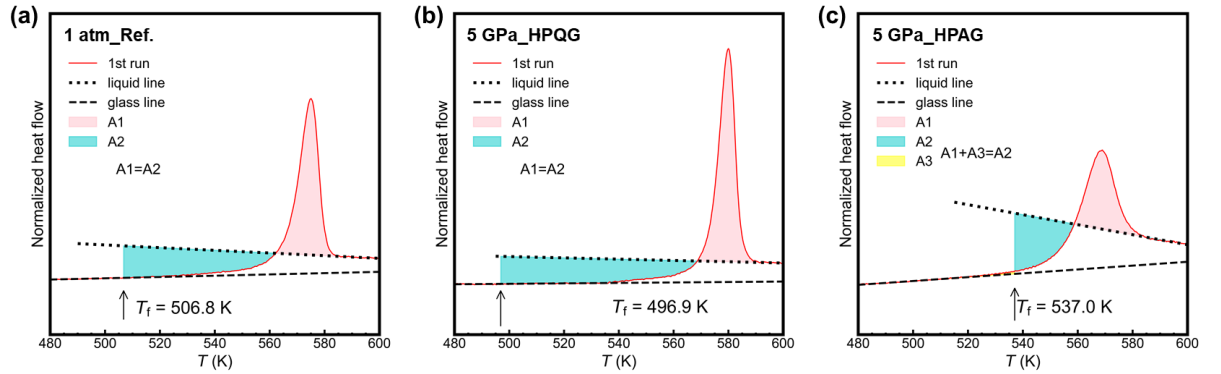 (a)
1 atm_Ref.
1st run
liquid line
glass line
A1
A2
A1=A2
Tf = 506.8 K
Normalized heat flow
480 500 520 540 560 580 600
T (K)
(b)
5 GPa_HPQG
1st run
liquid line
glass line
A1
A2
A1=A2
Tf = 496.9 K
Normalized heat flow
480 500 520 540 560 580 600
T (K)
(c)
5 GPa_HPAG
1st run
liquid line
glass line
A1
A2
A3
A1+A3=A2
Tf = 537.0 K
Normalized heat flow
480 500 520 540 560 580 600
T (K)